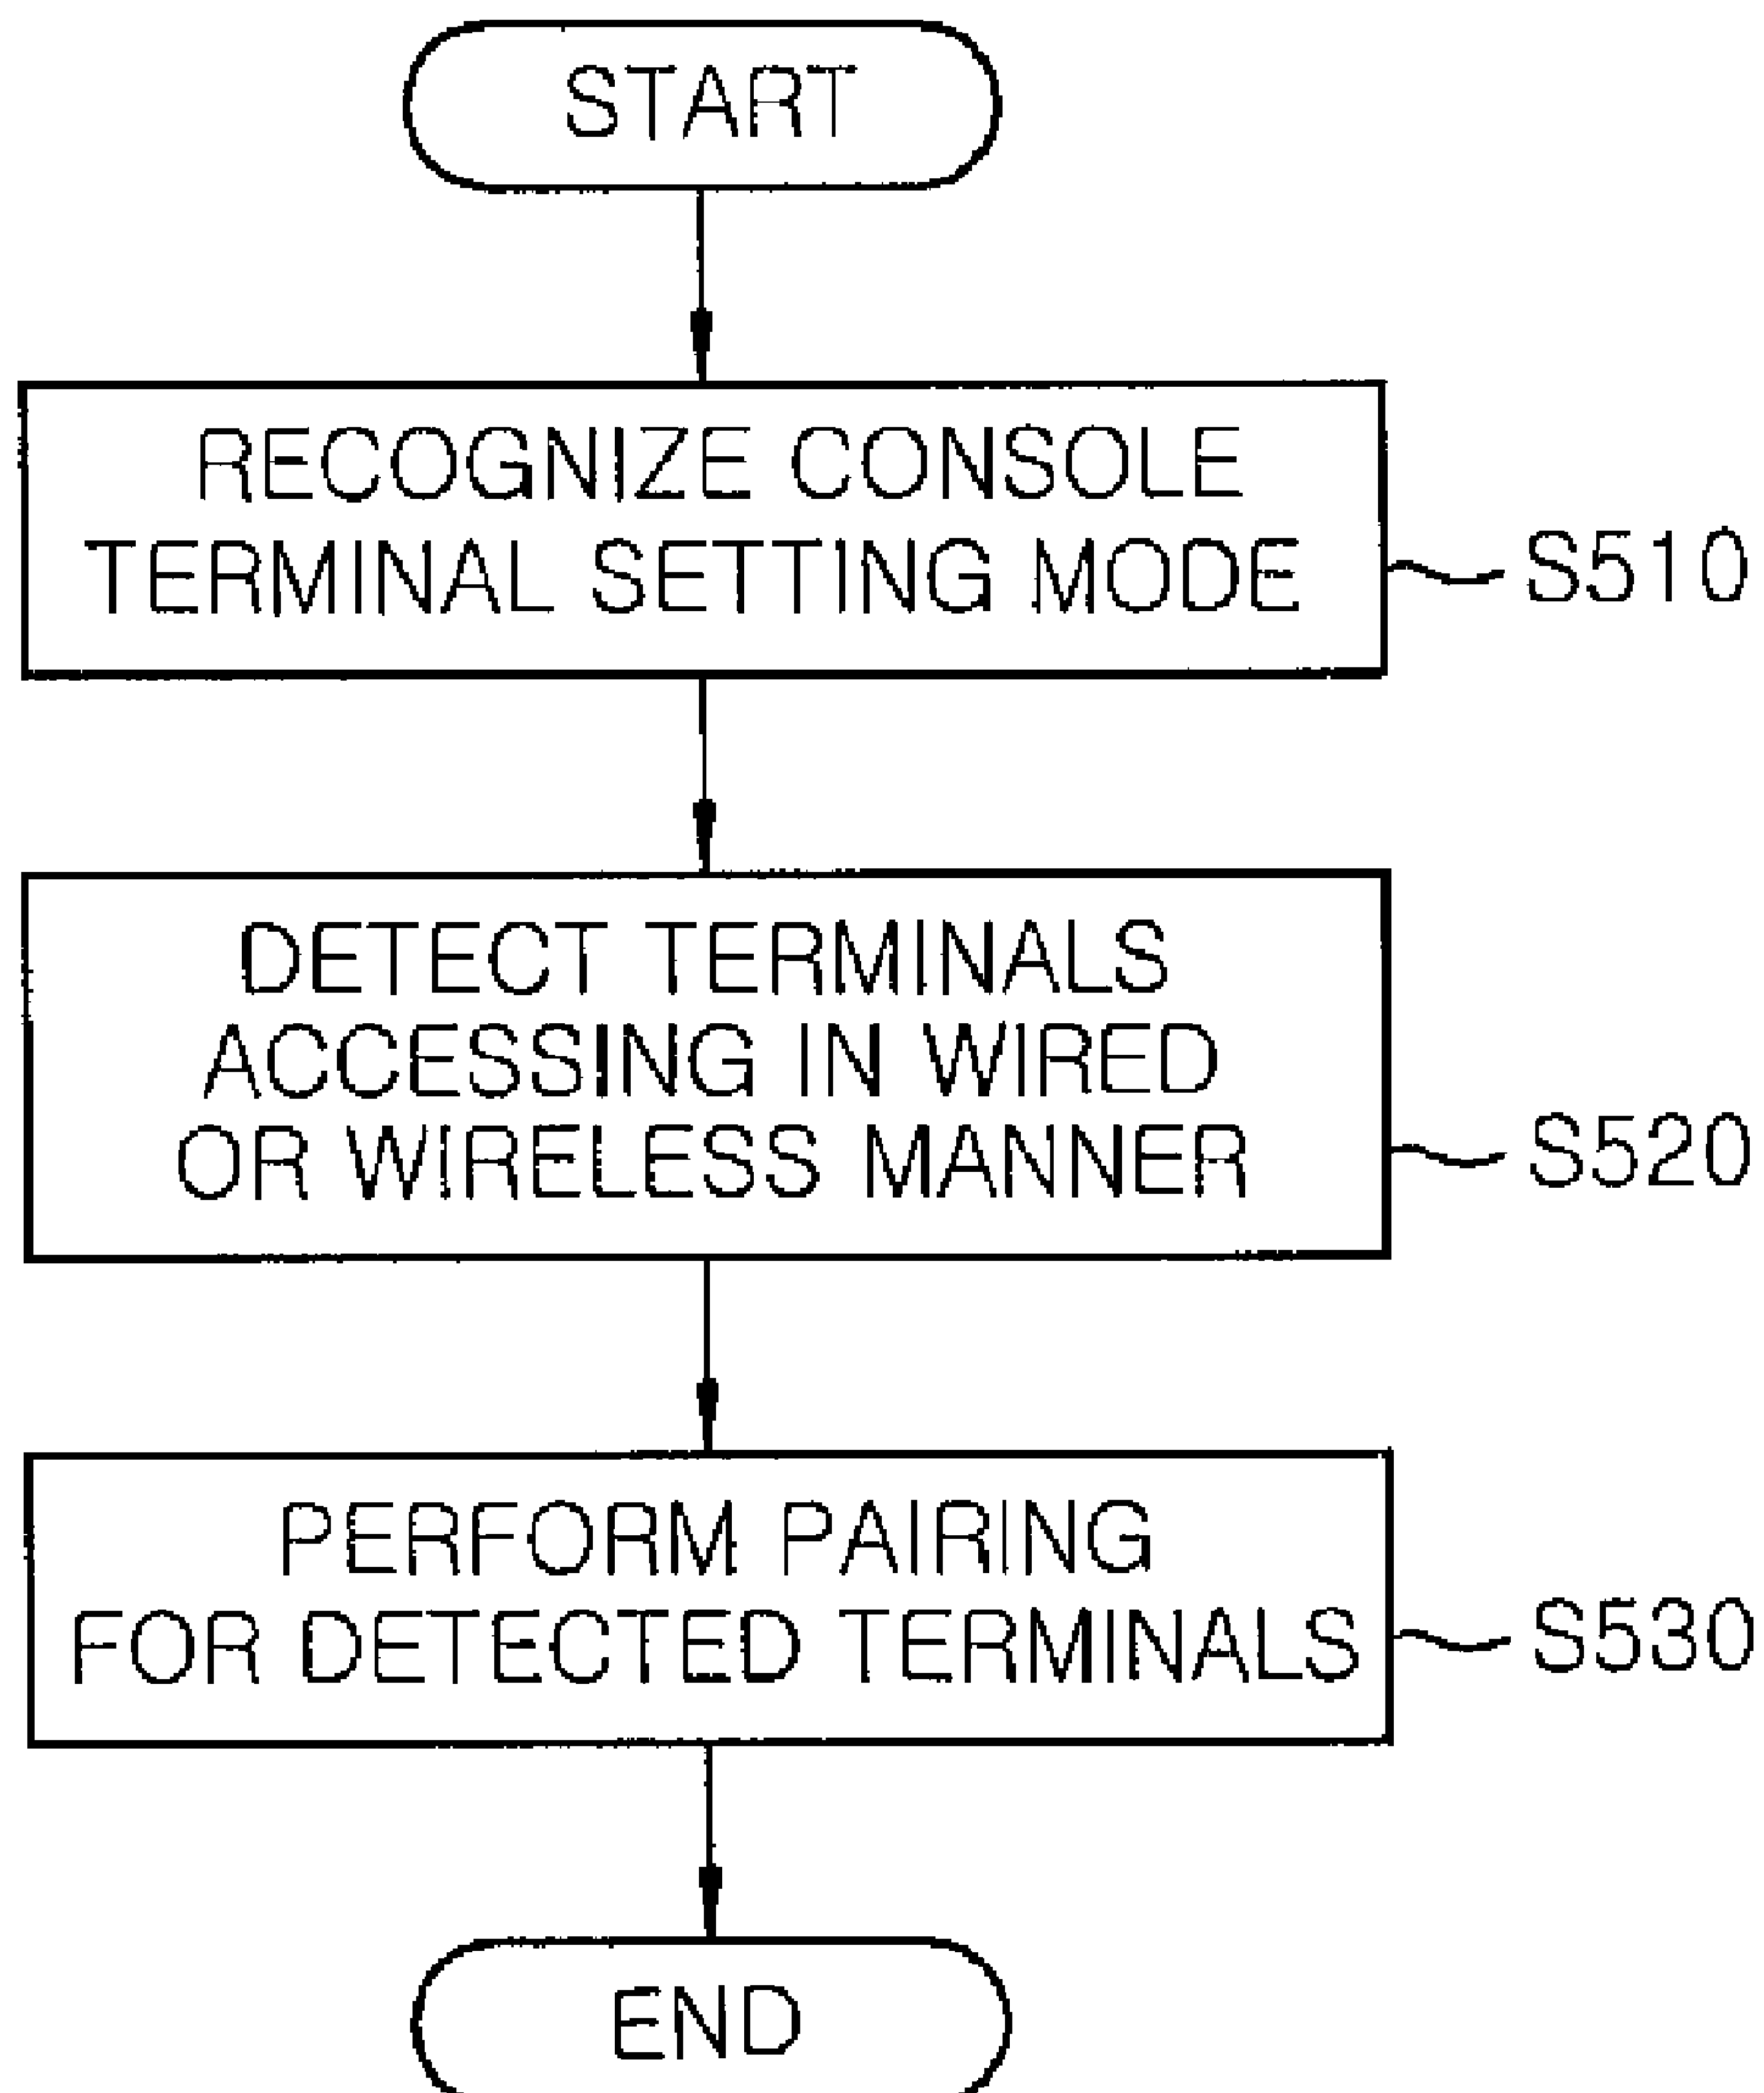 START
RECOGNIZE CONSOLE
TERMINAL SETTING MODE
S510
DETECT TERMINALS
ACCESSING IN WIRED
OR WIRELESS MANNER
S520
PERFORM PAIRING
FOR DETECTED TERMINALS
S530
END